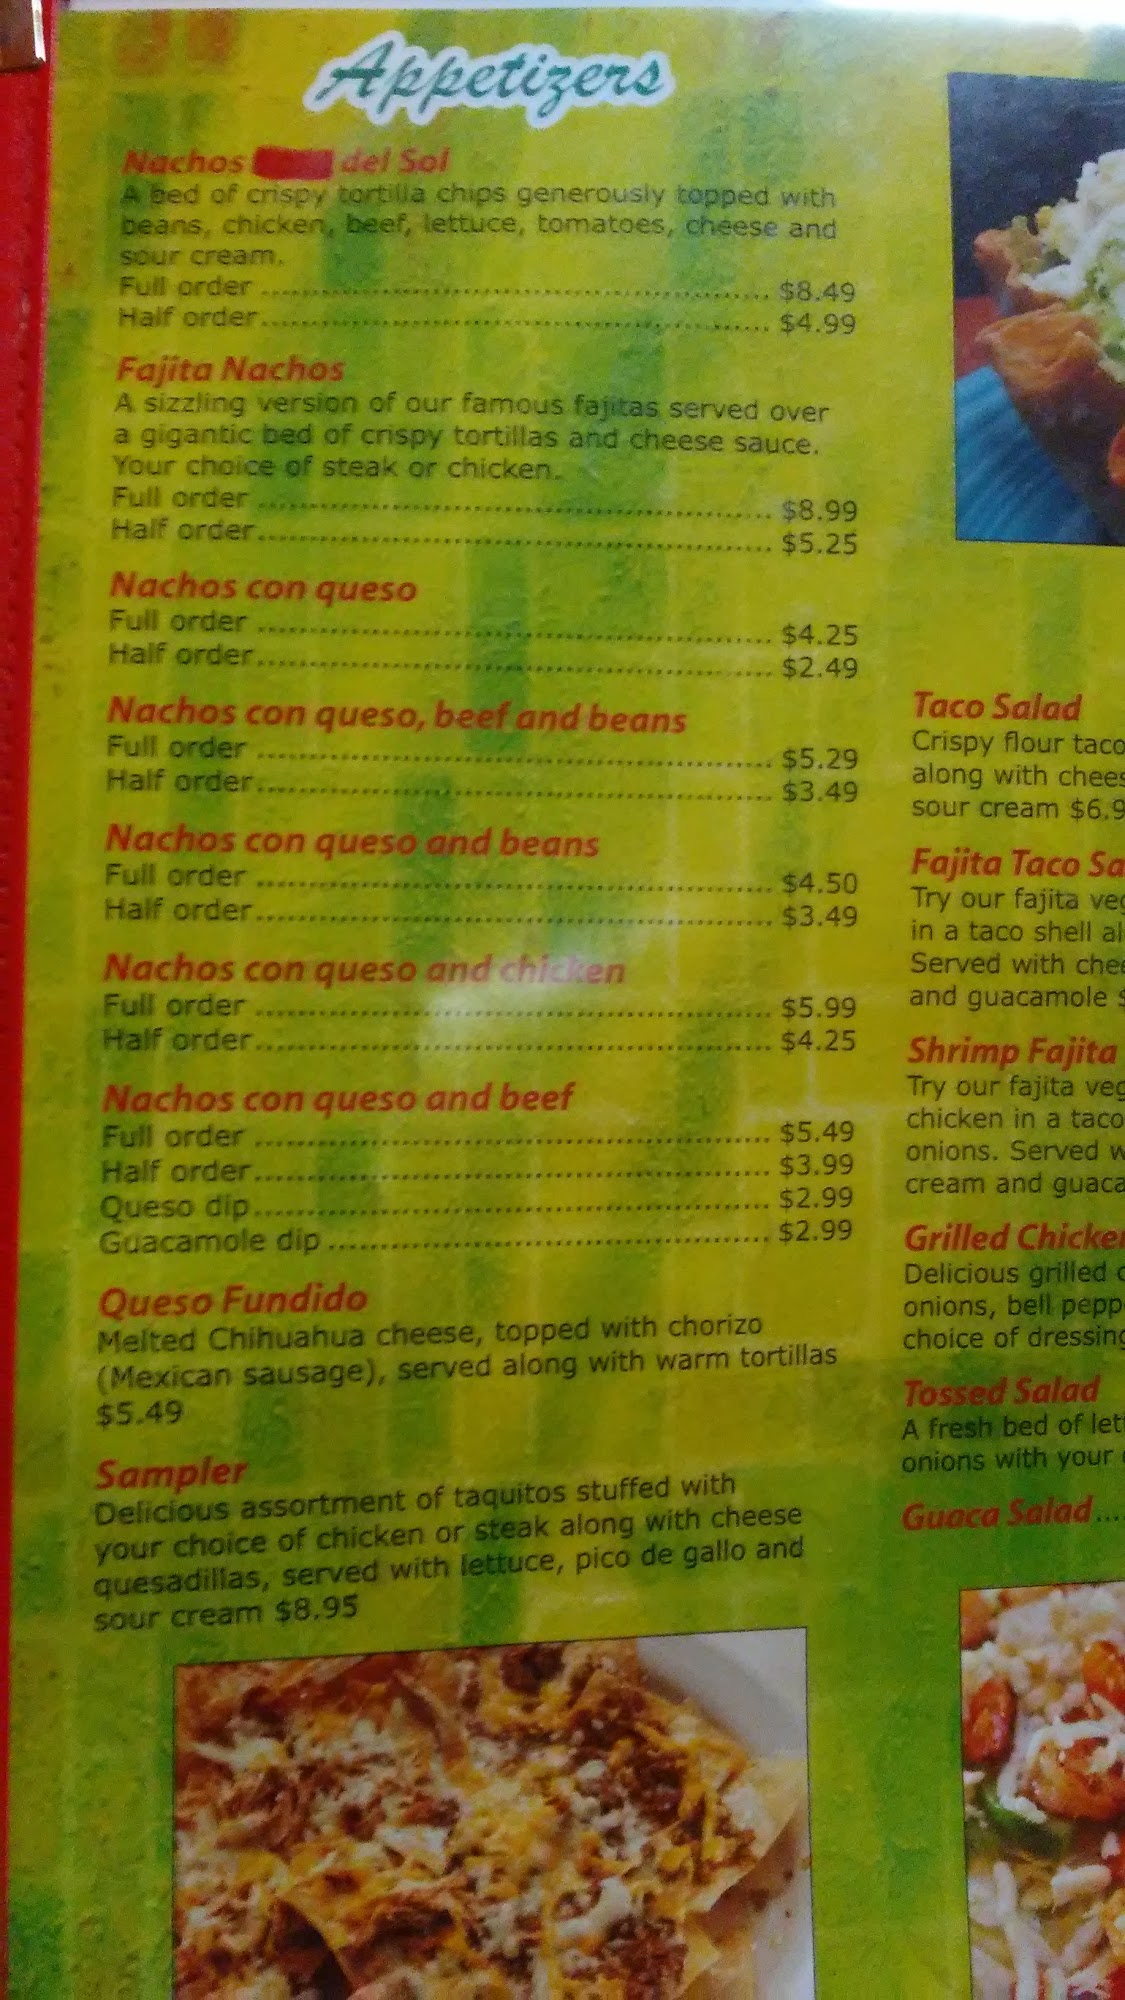 Appetizers
Nachos del Sol
A bed of crispy tortilla chips generously topped with
beans, chicken, beef, lettuce, tomatoes, cheese and
sour cream.
Full order ........ $8.49
Half order ........ $4.99
Fajita Nachos
A sizzling version of our famous fajitas served over
a gigantic bed of crispy tortillas and cheese sauce.
Your choice of steak or chicken.
Full order ........ $8.99
Half order ........ $5.25
Nachos con queso
Full order ........ $4.25
Half order ........ $2.49
Nachos con queso, beef and beans
Full order ........ $5.29
Half order ........ $3.49
Nachos con queso and beans
Full order ........ $4.50
Half order ........ $3.49
Nachos con queso and chicken
Full order ........ $5.99
Half order ........ $4.25
Nachos con queso and beef
Full order ........ $5.49
Half order ........ $3.99
Queso dip ........ $2.99
Guacamole dip ........ $2.99
Queso Fundido
Melted Chihuahua cheese, topped with chorizo
(Mexican sausage), served along with warm tortillas
$5.49
Sampler
Delicious assortment of taquitos stuffed with
your choice of chicken or steak along with cheese
quesadillas, served with lettuce, pico de gallo and
sour cream $8.95
Taco Salad
Crispy flour taco
along with
sour cream $6.9
Fajita Taco
Try our fajita
in a taco shell
Served with
and guacamole
Shrimp Fajita
Try our fajita
chicken in a taco
onions. Served
cream and
Grilled
Delicious grilled
onions, bell
choice of
Tossed Salad
A fresh bed of
onions with your
Guaca Salad ....